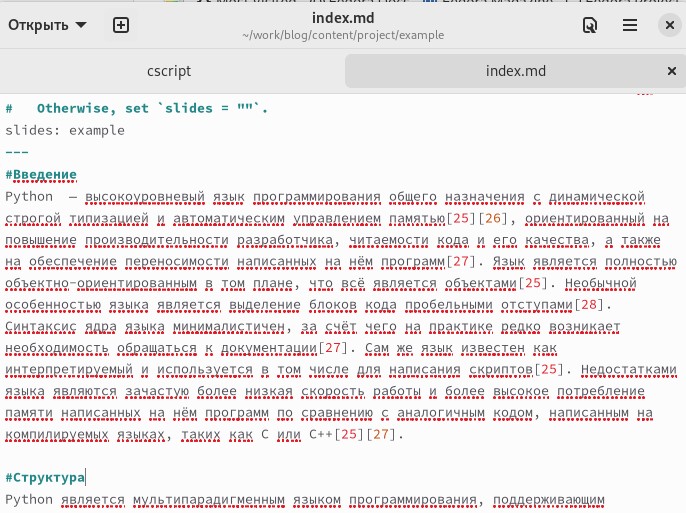 Открыть
index.md
~/work/blog/content/project/example
cscript
index.md
×
#   Otherwise, set `slides = ""`.
slides: example
---
#Введение
Python  — высокоуровневый язык программирования общего назначения с динамической
строгой типизацией и автоматическим управлением памятью[25][26], ориентированный на
повышение производительности разработчика, читаемости кода и его качества, а также
на обеспечение переносимости написанных на нём программ[27]. Язык является полностью
объектно-ориентированным в том плане, что всё является объектами[25]. Необычной
особенностью языка является выделение блоков кода пробельными отступами[28].
Синтаксис ядра языка минималистичен, за счёт чего на практике редко возникает
необходимость обращаться к документации[27]. Сам же язык известен как
интерпретируемый и используется в том числе для написания скриптов[25]. Недостатками
языка являются зачастую более низкая скорость работы и более высокое потребление
памяти написанных на нём программ по сравнению с аналогичным кодом, написанным на
компилируемых языках, таких как C или C++[25][27].
#Структура
Python является мультипарадигменным языком программирования, поддерживающим